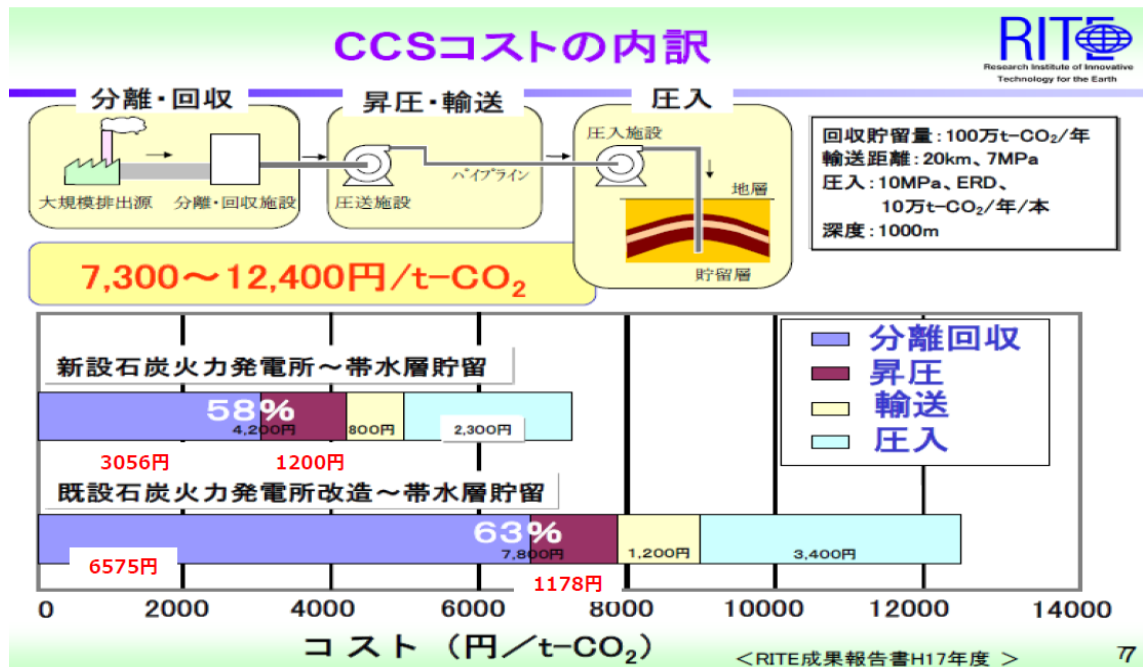 CCSコストの内訳
RITE
Research Institute of Innovative
Technology for the Earth
分離・回収
昇圧・輸送
圧入
大規模排出源
分離・回収施設
圧送施設
パイプライン
圧入施設
地層
貯留層
回収貯留量:100万t-CO₂/年
輸送距離:20km、7MPa
圧入:10MPa、ERD、
10万t-CO₂/年/本
深度:1000m
7,300〜12,400円/t-CO₂
分離回収
昇圧
輸送
圧入
新設石炭火力発電所〜帯水層貯留
58%
4,200円
800円
2,300円
3056円
1200円
既設石炭火力発電所改造〜帯水層貯留
63%
7,800円
1,200円
3,400円
6575円
1178円
0 2000 4000 6000 8000 10000 12000 14000
コスト (円/t-CO₂)
<RITE成果報告書H17年度 >
77